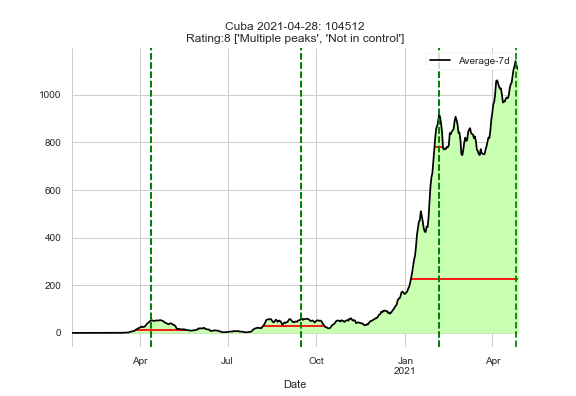 Cuba 2021-04-28: 104512
Rating:8 ['Multiple peaks', 'Not in control']
Average-7d
1000
800
600
400
200
0
Apr Jul Oct Jan Apr
2021
Date